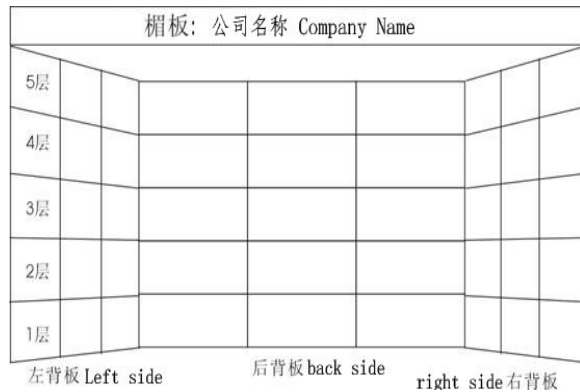 楣板: 公司名称 Company Name
5层
4层
3层
2层
1层
左背板 Left side
后背板 back side
right side 右背板